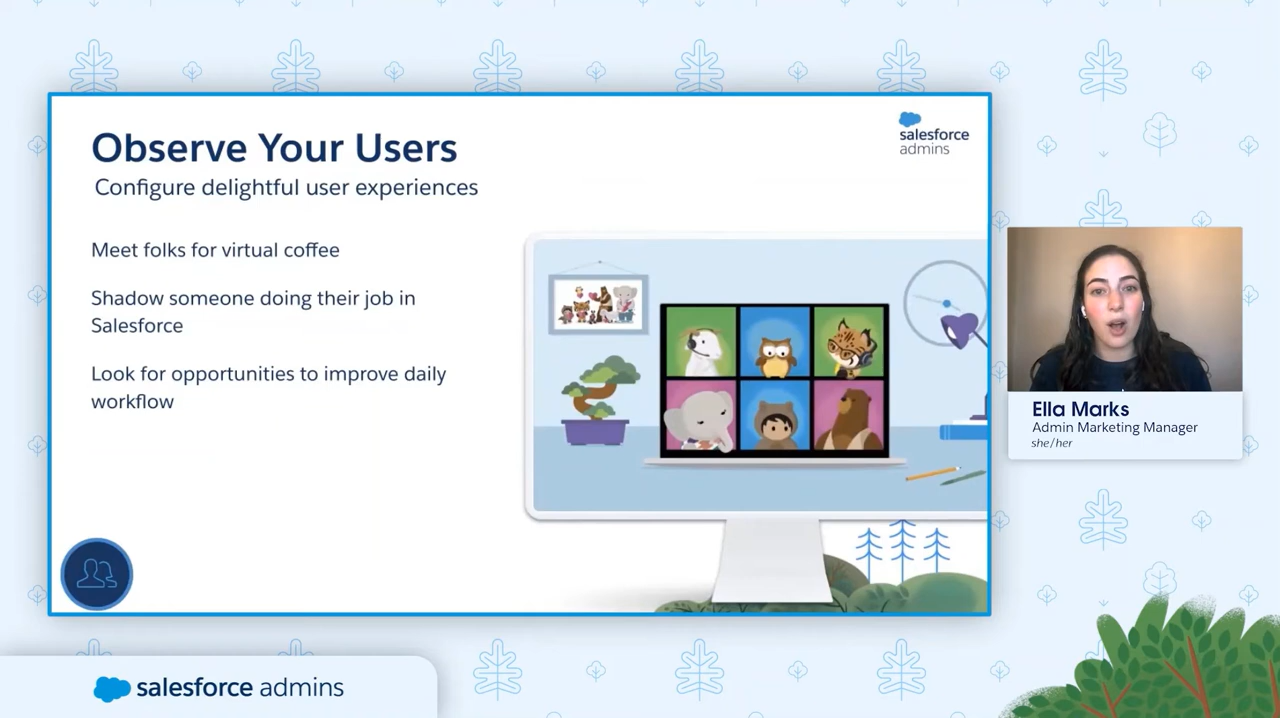 Observe Your Users
Configure delightful user experiences
salesforce
admins
Meet folks for virtual coffee
Shadow someone doing their job in
Salesforce
Look for opportunities to improve daily
workflow
Ella Marks
Admin Marketing Manager
she/her
salesforce admins